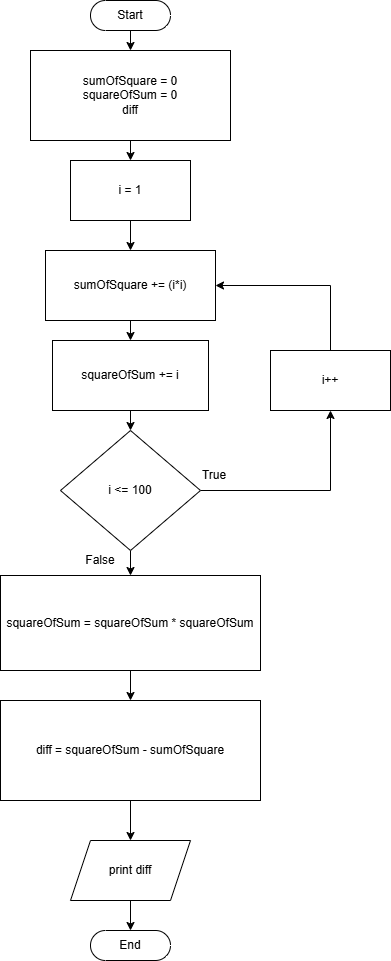 Start
sumOfSquare = 0
squareOfSum = 0
diff
i = 1
sumOfSquare += (i*i)
squareOfSum += i
i++
i <= 100
True
False
squareOfSum = squareOfSum * squareOfSum
diff = squareOfSum - sumOfSquare
print diff
End